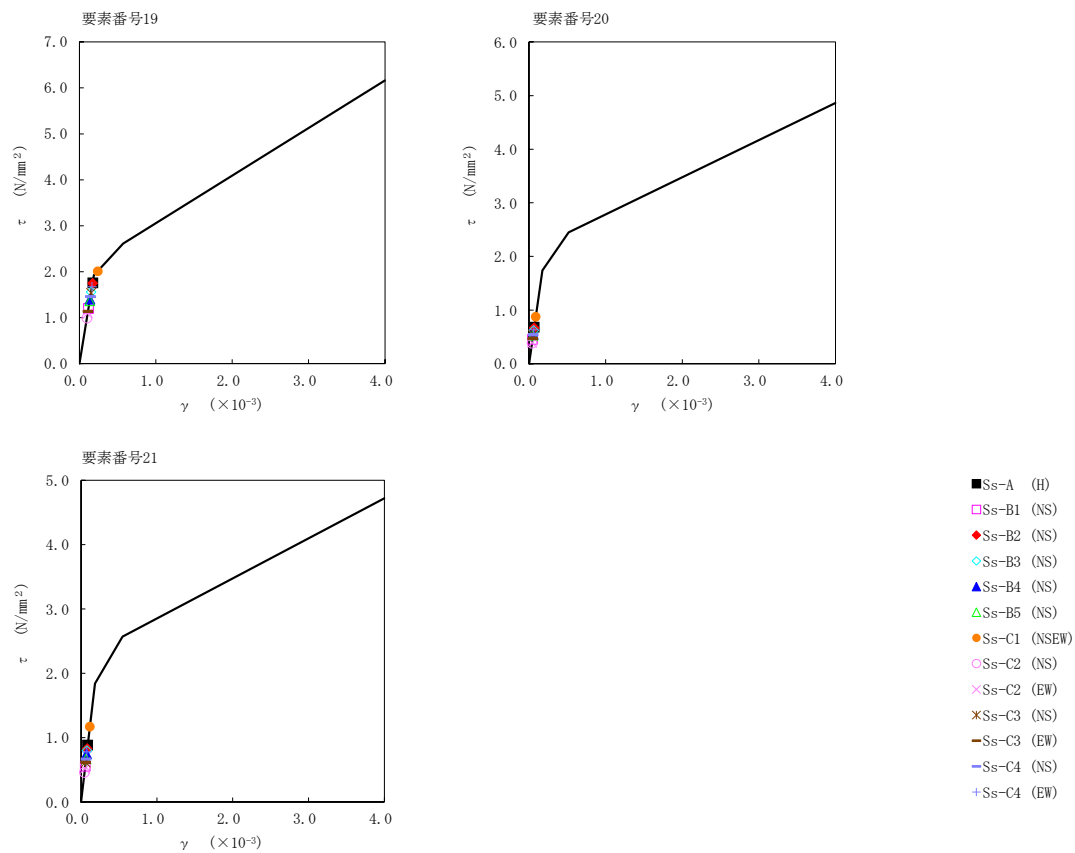 要素番号19
7.0
6.0
5.0
4.0
3.0
2.0
1.0
0.0
τ (N/mm²)
0.0 1.0 2.0 3.0 4.0
γ (×10⁻³)
要素番号20
6.0
5.0
4.0
3.0
2.0
1.0
0.0
τ (N/mm²)
0.0 1.0 2.0 3.0 4.0
γ (×10⁻³)
要素番号21
5.0
4.0
3.0
2.0
1.0
0.0
τ (N/mm²)
0.0 1.0 2.0 3.0 4.0
γ (×10⁻³)
Ss-A (H)
Ss-B1 (NS)
Ss-B2 (NS)
Ss-B3 (NS)
Ss-B4 (NS)
Ss-B5 (NS)
Ss-C1 (NSEW)
Ss-C2 (NS)
Ss-C2 (EW)
Ss-C3 (NS)
Ss-C3 (EW)
Ss-C4 (NS)
Ss-C4 (EW)